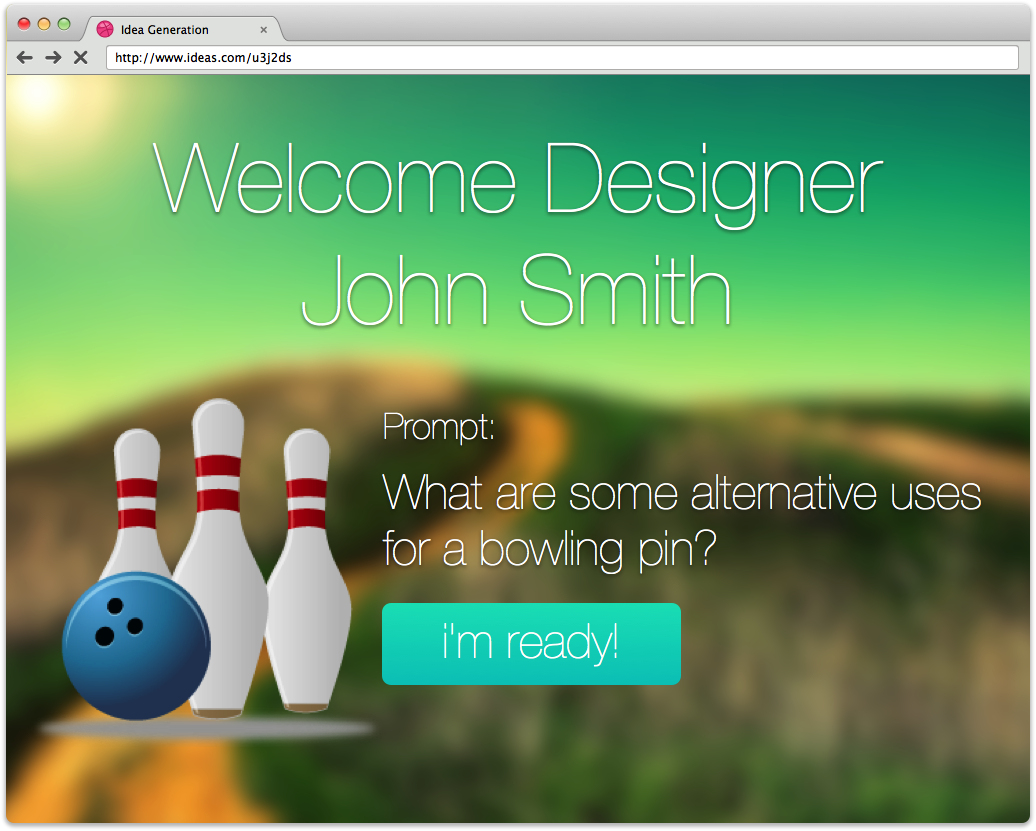 Idea Generation
http://www.ideas.com/u3j2ds
Welcome Designer
John Smith
Prompt:
What are some alternative uses
for a bowling pin?
i'm ready!